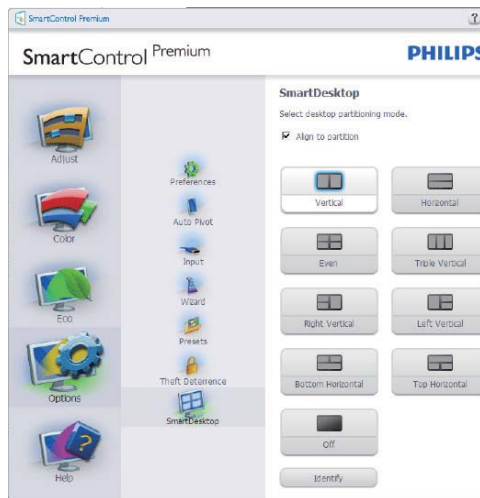 SmartControl Premium
SmartControl Premium
PHILIPS
Adjust
Color
Eco
Options
Help
Preferences
Auto Pivot
Input
Wizard
Presets
Theft Deterrence
SmartDesktop
SmartDesktop
Select desktop partitioning mode.
Align to partition
Vertical
Horizontal
Even
Triple Vertical
Right Vertical
Left Vertical
Bottom Horizontal
Top Horizontal
Off
Identify